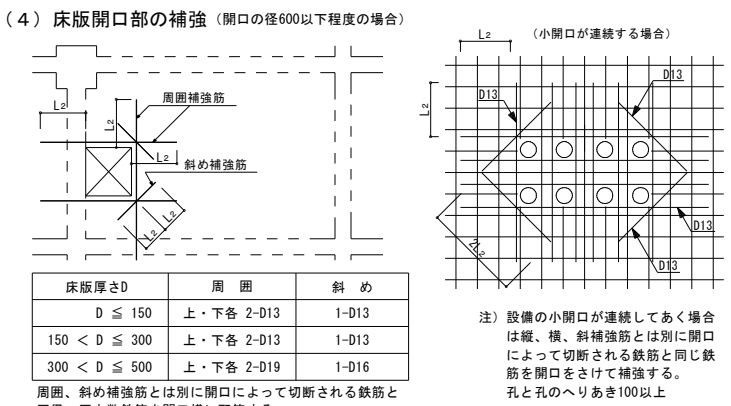 (４) 床版開口部の補強 (開口の径600以下程度の場合)
L2
周囲補強筋
L2
L2
斜め補強筋
L2
L2
床版厚さD 周 囲 斜 め
D ≦ 150 上・下各 2-D13 1-D13
150 < D ≦ 300 上・下各 2-D13 1-D13
300 < D ≦ 500 上・下各 2-D19 1-D16
周囲、斜め補強筋とは別に開口によって切断される鉄筋と
L2 (小開口が連続する場合)
D13
D13
L2
2L2
D13
D13
注) 設備の小開口が連続してあく場合
は縦、横、斜補強筋とは別に開口
によって切断される鉄筋と同じ鉄
筋を開口をさけて補強する。
孔と孔のへりあき100以上